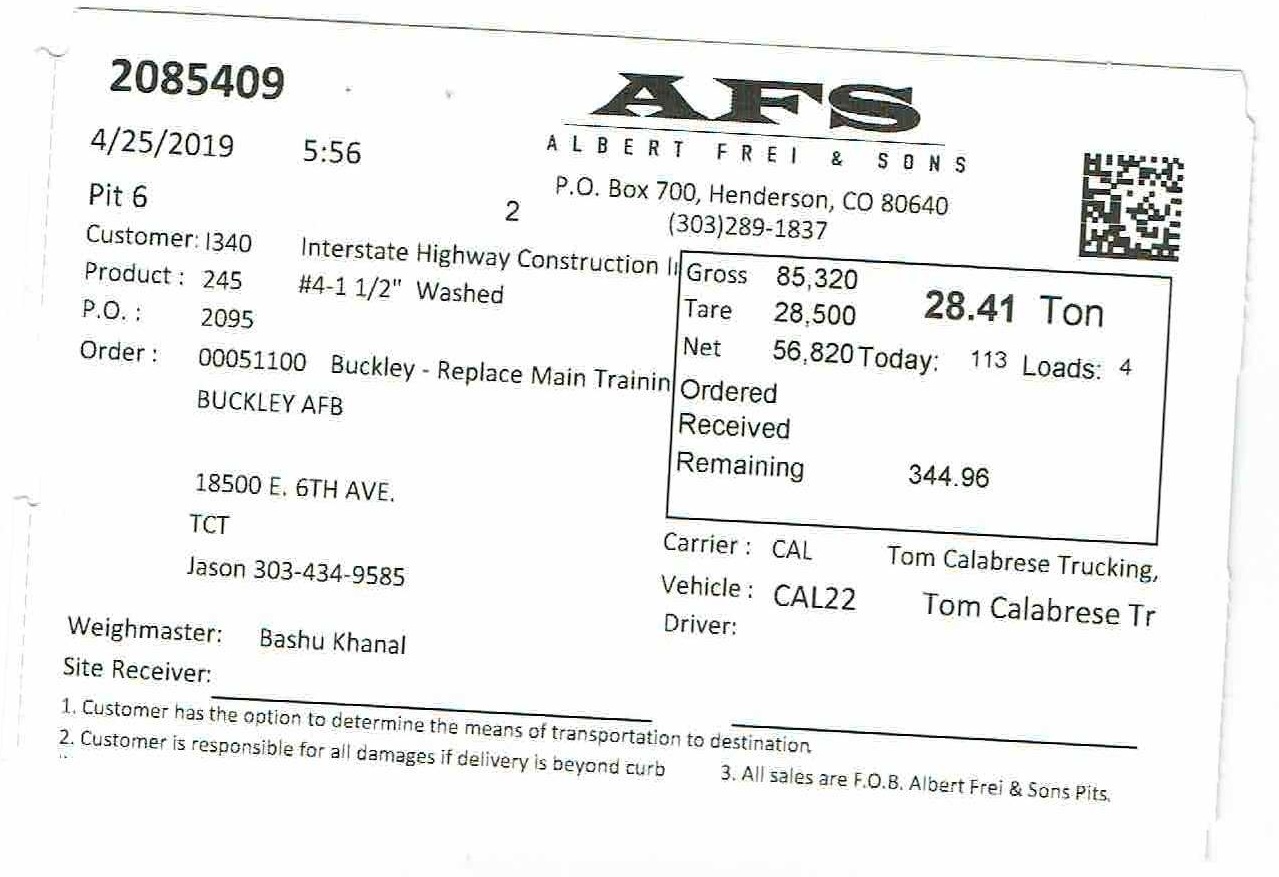 2085409
AFS
ALBERT FREI & SONS
4/25/2019 5:56
P.O. Box 700, Henderson, CO 80640
(303)289-1837
Pit 6 2
Customer: I340 Interstate Highway Construction I
Product : 245 #4-1 1/2" Washed
P.O. : 2095
Order : 00051100 Buckley - Replace Main Trainin
BUCKLEY AFB
18500 E. 6TH AVE.
TCT
Jason 303-434-9585
Gross 85,320 28.41 Ton
Tare 28,500
Net 56,820 Today: 113 Loads: 4
Ordered
Received
Remaining 344.96
Carrier : CAL Tom Calabrese Trucking,
Vehicle : CAL22 Tom Calabrese Tr
Driver:
Weighmaster: Bashu Khanal
Site Receiver:
1. Customer has the option to determine the means of transportation to destination
2. Customer is responsible for all damages if delivery is beyond curb 3. All sales are F.O.B. Albert Frei & Sons Pits.